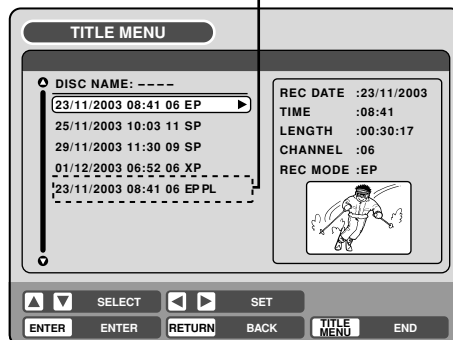 TITLE MENU
DISC NAME: ----
23/11/2003 08:41 06 EP
25/11/2003 10:03 11 SP
29/11/2003 11:30 09 SP
01/12/2003 06:52 06 XP
23/11/2003 08:41 06 EP PL
REC DATE :23/11/2003
TIME :08:41
LENGTH :00:30:17
CHANNEL :06
REC MODE :EP
SELECT SET
ENTER ENTER RETURN BACK TITLE MENU END